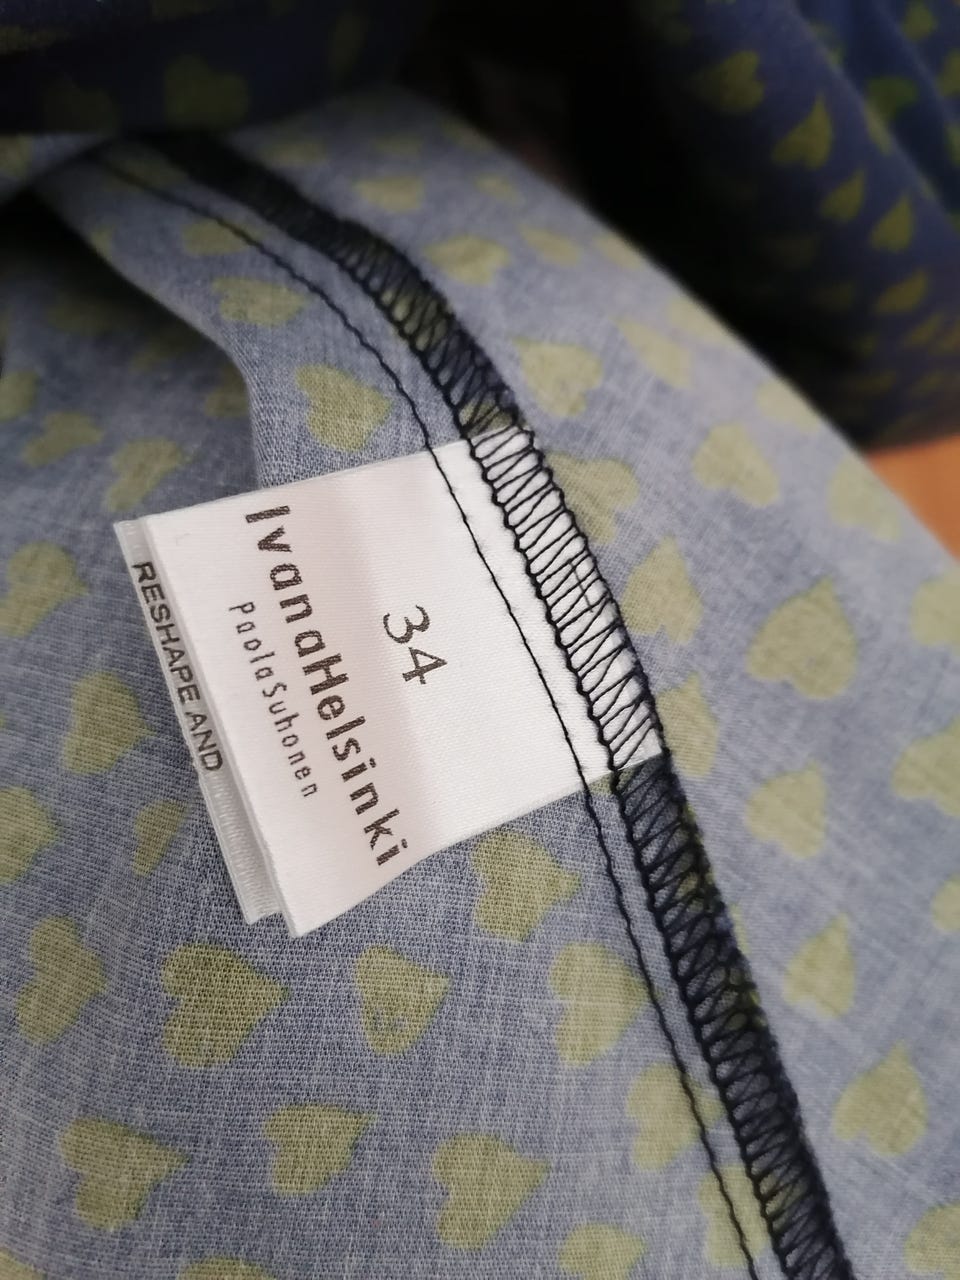 34
IvanaHelsinki
PaolaSuhonen
RESHAPE AND